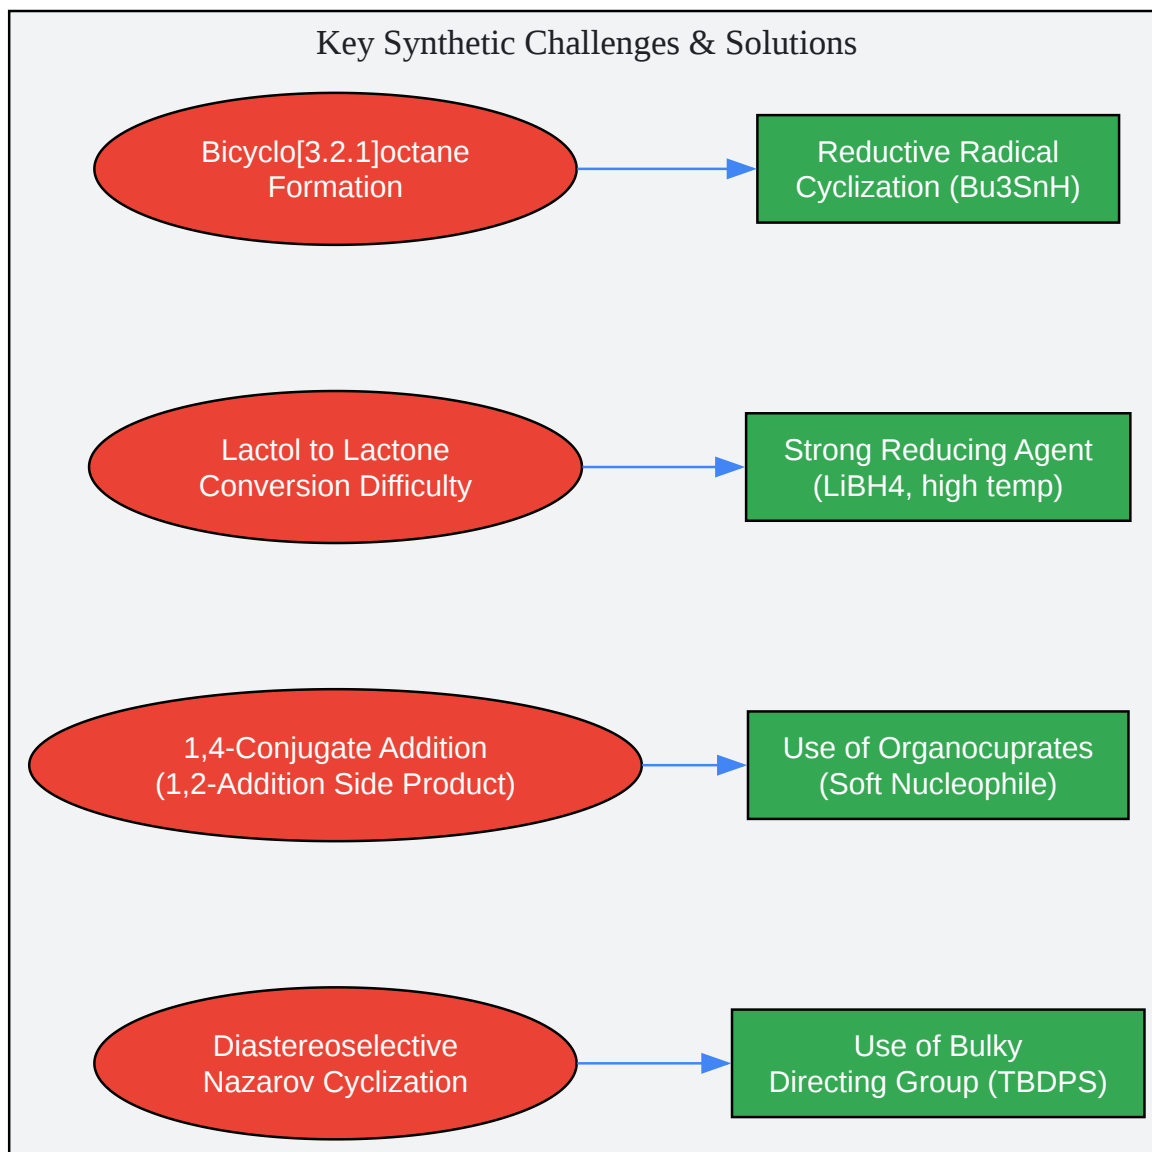 Key Synthetic Challenges & Solutions
Bicyclo[3.2.1]octane
Formation
Reductive Radical
Cyclization (Bu3SnH)
Lactol to Lactone
Conversion Difficulty
Strong Reducing Agent
(LiBH4, high temp)
1,4-Conjugate Addition
(1,2-Addition Side Product)
Use of Organocuprates
(Soft Nucleophile)
Diastereoselective
Nazarov Cyclization
Use of Bulky
Directing Group (TBDPS)